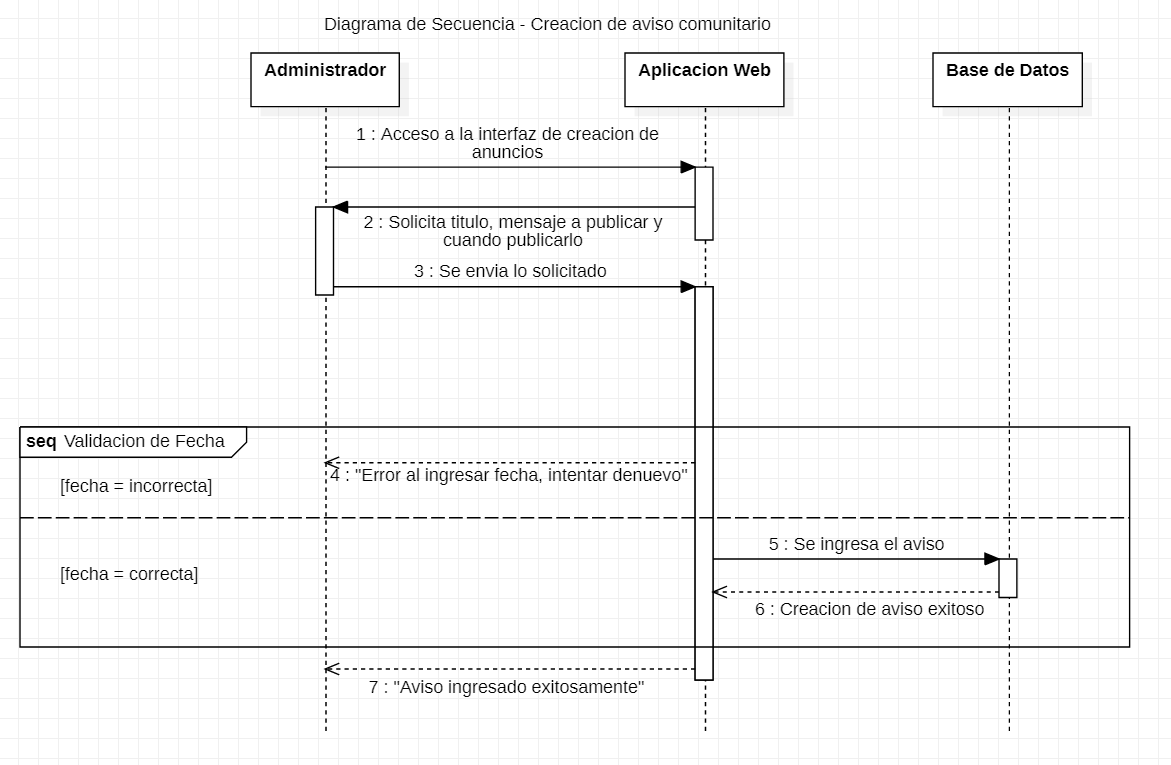 Diagrama de Secuencia - Creacion de aviso comunitario
Administrador
Aplicacion Web
Base de Datos
1 : Acceso a la interfaz de creacion de
anuncios
2 : Solicita titulo, mensaje a publicar y
cuando publicarlo
3 : Se envia lo solicitado
seq Validacion de Fecha
4 : "Error al ingresar fecha, intentar denuevo"
[fecha = incorrecta]
5 : Se ingresa el aviso
[fecha = correcta]
6 : Creacion de aviso exitoso
7 : "Aviso ingresado exitosamente"